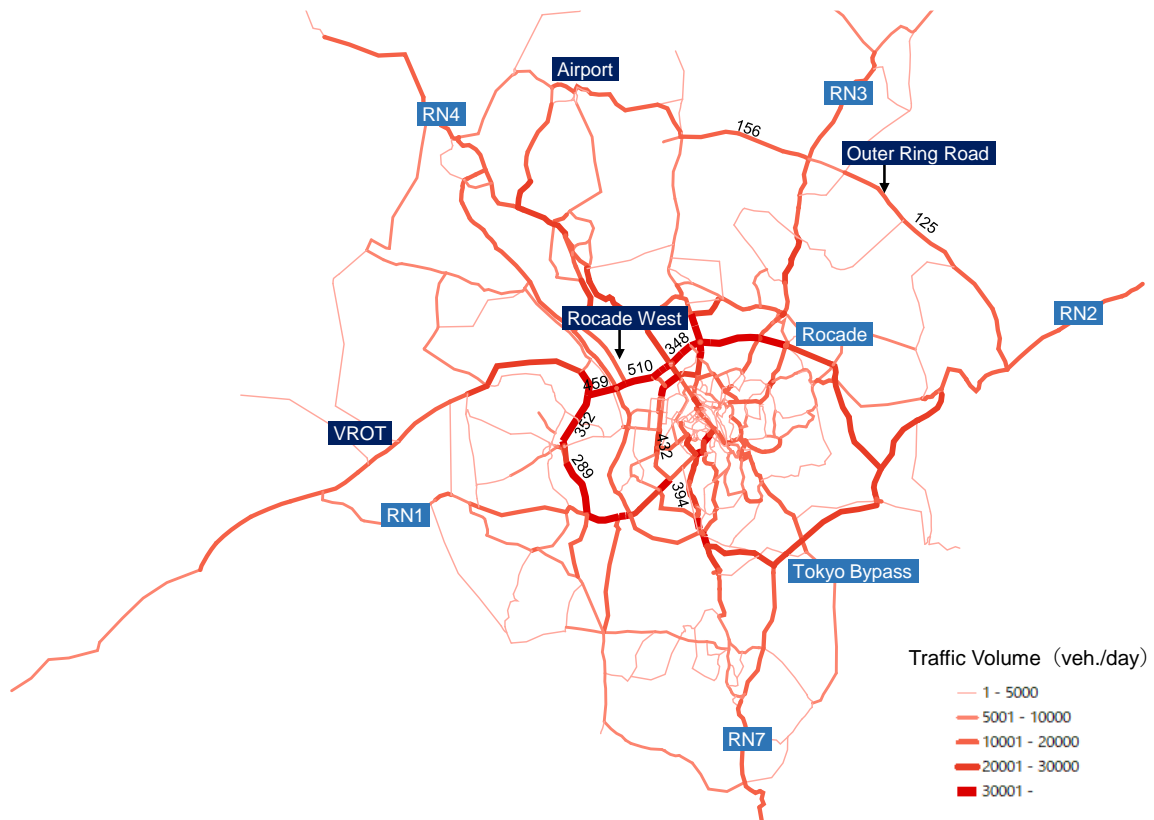 Airport
RN3
RN4
156
Outer Ring Road
125
RN2
Rocade West
Rocade
348
510
459
352
VROT
432
289
394
RN1
Tokyo Bypass
Traffic Volume（veh./day）
1 - 5000
5001 - 10000
10001 - 20000
20001 - 30000
30001 -
RN7